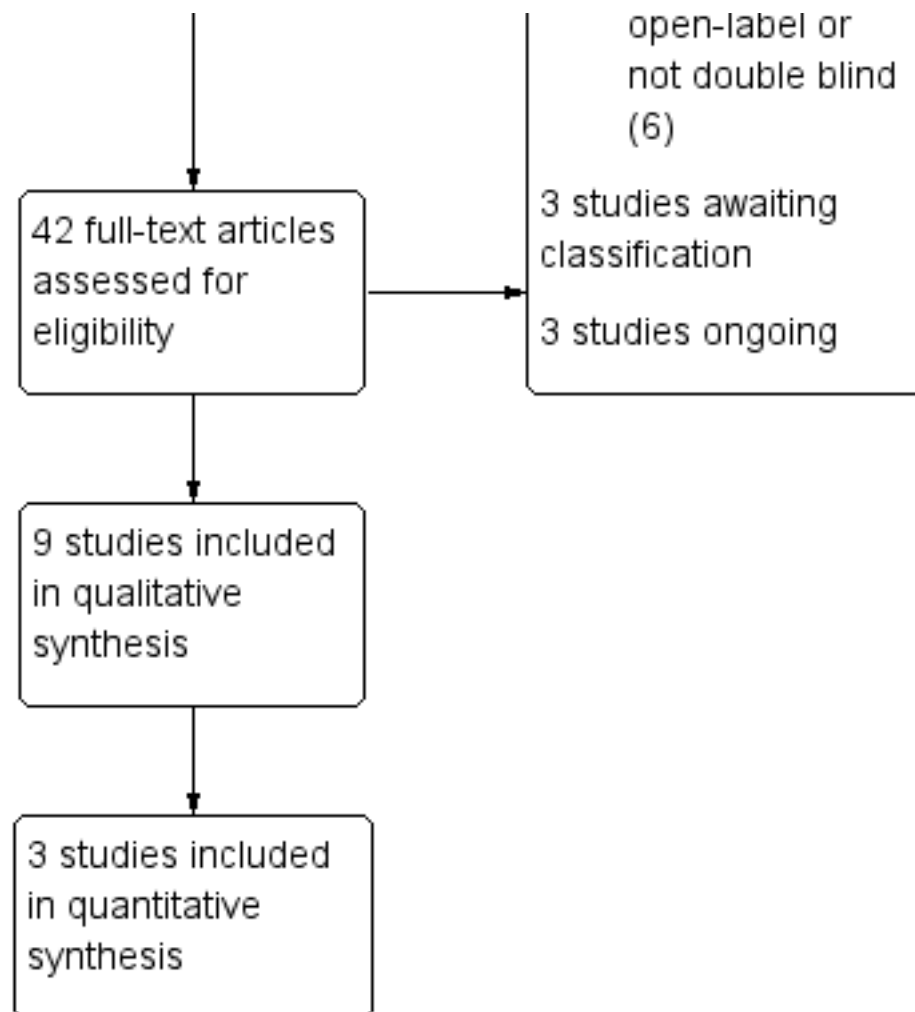 open-label or
not double blind
(6)
3 studies awaiting
classification
3 studies ongoing
42 full-text articles
assessed for
eligibility
9 studies included
in qualitative
synthesis
3 studies included
in quantitative
synthesis